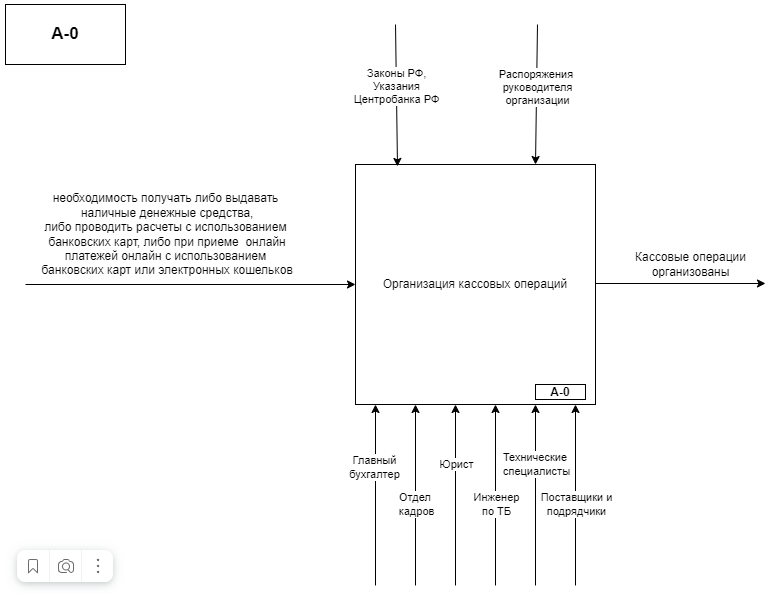 А-0
Законы РФ,
Указания
Центробанка РФ
Распоряжения
руководителя
организации
необходимость получать либо выдавать
наличные денежные средства,
либо проводить расчеты с использованием
банковских карт, либо при приеме онлайн
платежей онлайн с использованием
банковских карт или электронных кошельков
Организация кассовых операций
Кассовые операции
организованы
А-0
Главный
бухгалтер
Отдел
кадров
Юрист
Инженер
по ТБ
Технические
специалисты
Поставщики и
подрядчики